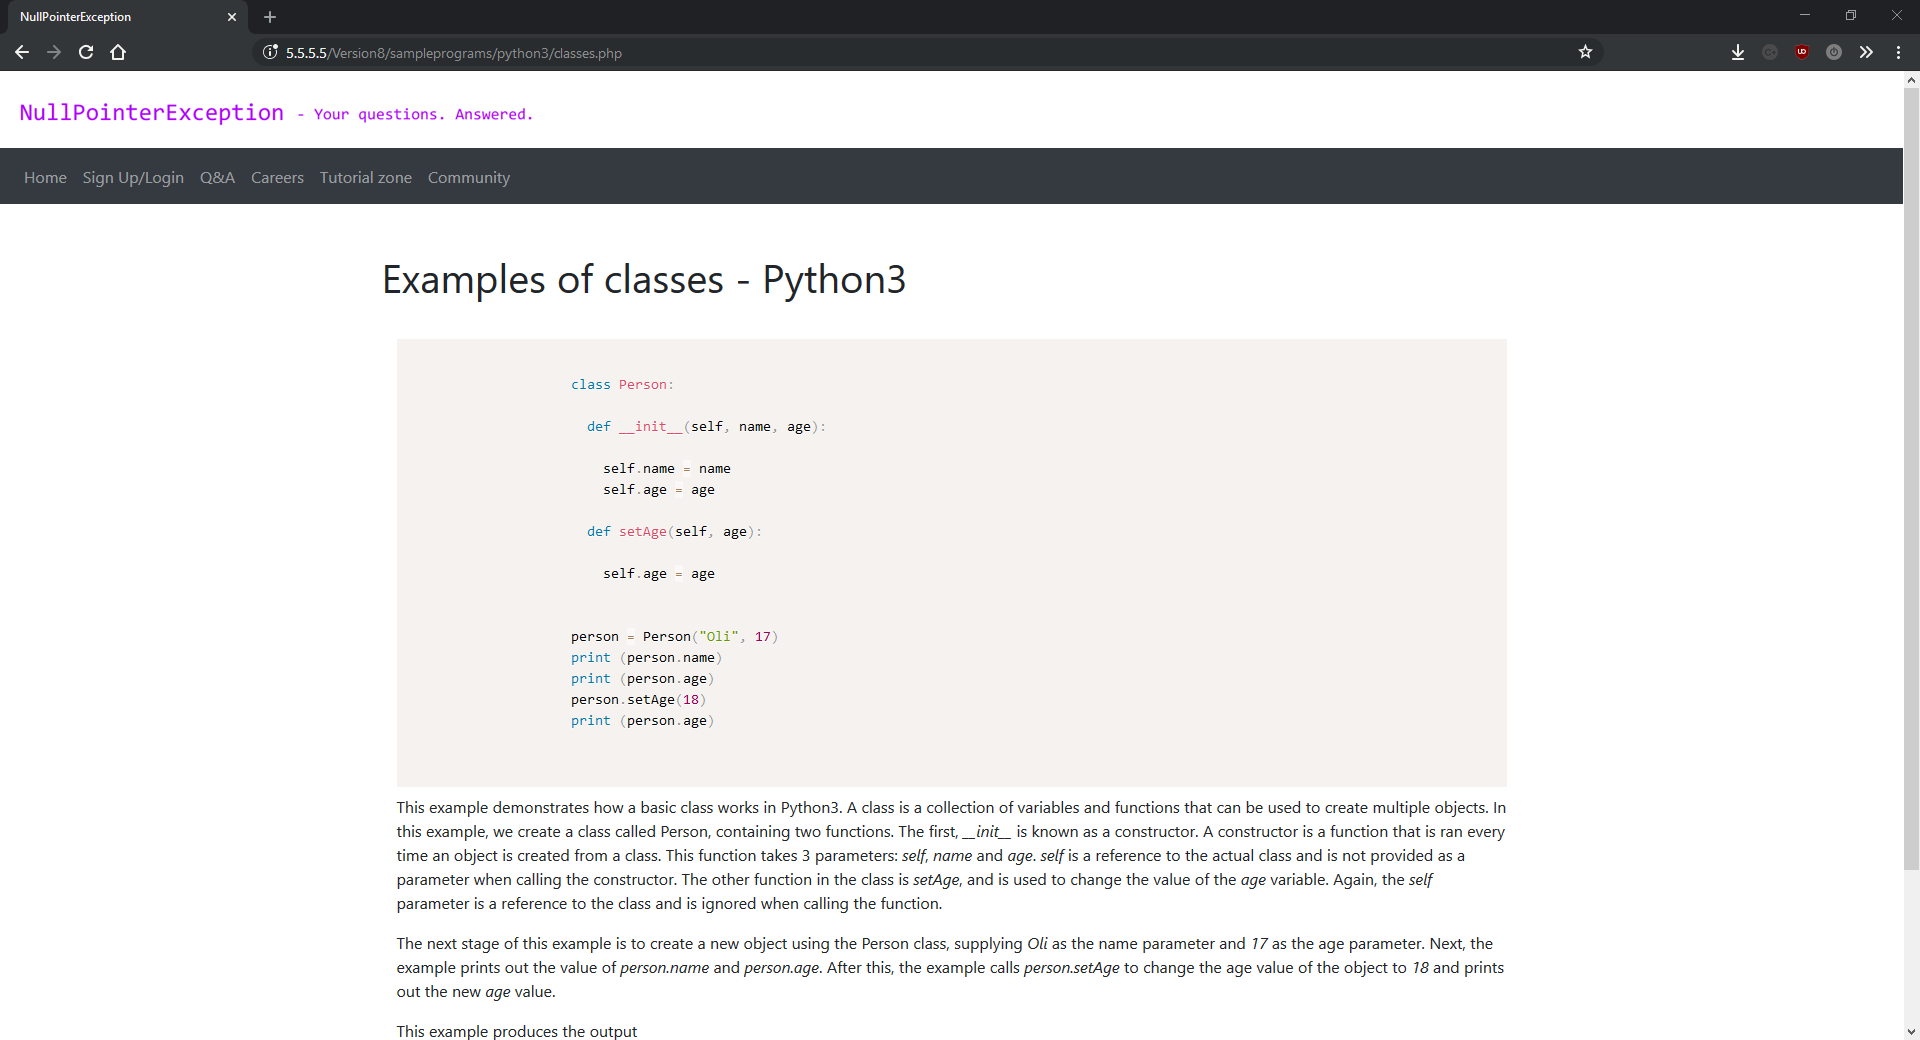 NullPointerException
5.5.5.5/Version8/sampleprograms/python3/classes.php
NullPointerException - Your questions. Answered.
Home Sign Up/Login Q&A Careers Tutorial zone Community
Examples of classes - Python3
class Person:
def __init__(self, name, age):
self.name = name
self.age = age
def setAge(self, age):
self.age = age
person = Person("Oli", 17)
print (person.name)
print (person.age)
person.setAge(18)
print (person.age)
This example demonstrates how a basic class works in Python3. A class is a collection of variables and functions that can be used to create multiple objects. In
this example, we create a class called Person, containing two functions. The first, __init__ is known as a constructor. A constructor is a function that is ran every
time an object is created from a class. This function takes 3 parameters: self, name and age. self is a reference to the actual class and is not provided as a
parameter when calling the constructor. The other function in the class is setAge, and is used to change the value of the age variable. Again, the self
parameter is a reference to the class and is ignored when calling the function.
The next stage of this example is to create a new object using the Person class, supplying Oli as the name parameter and 17 as the age parameter. Next, the
example prints out the value of person.name and person.age. After this, the example calls person.setAge to change the age value of the object to 18 and prints
out the new age value.
This example produces the output